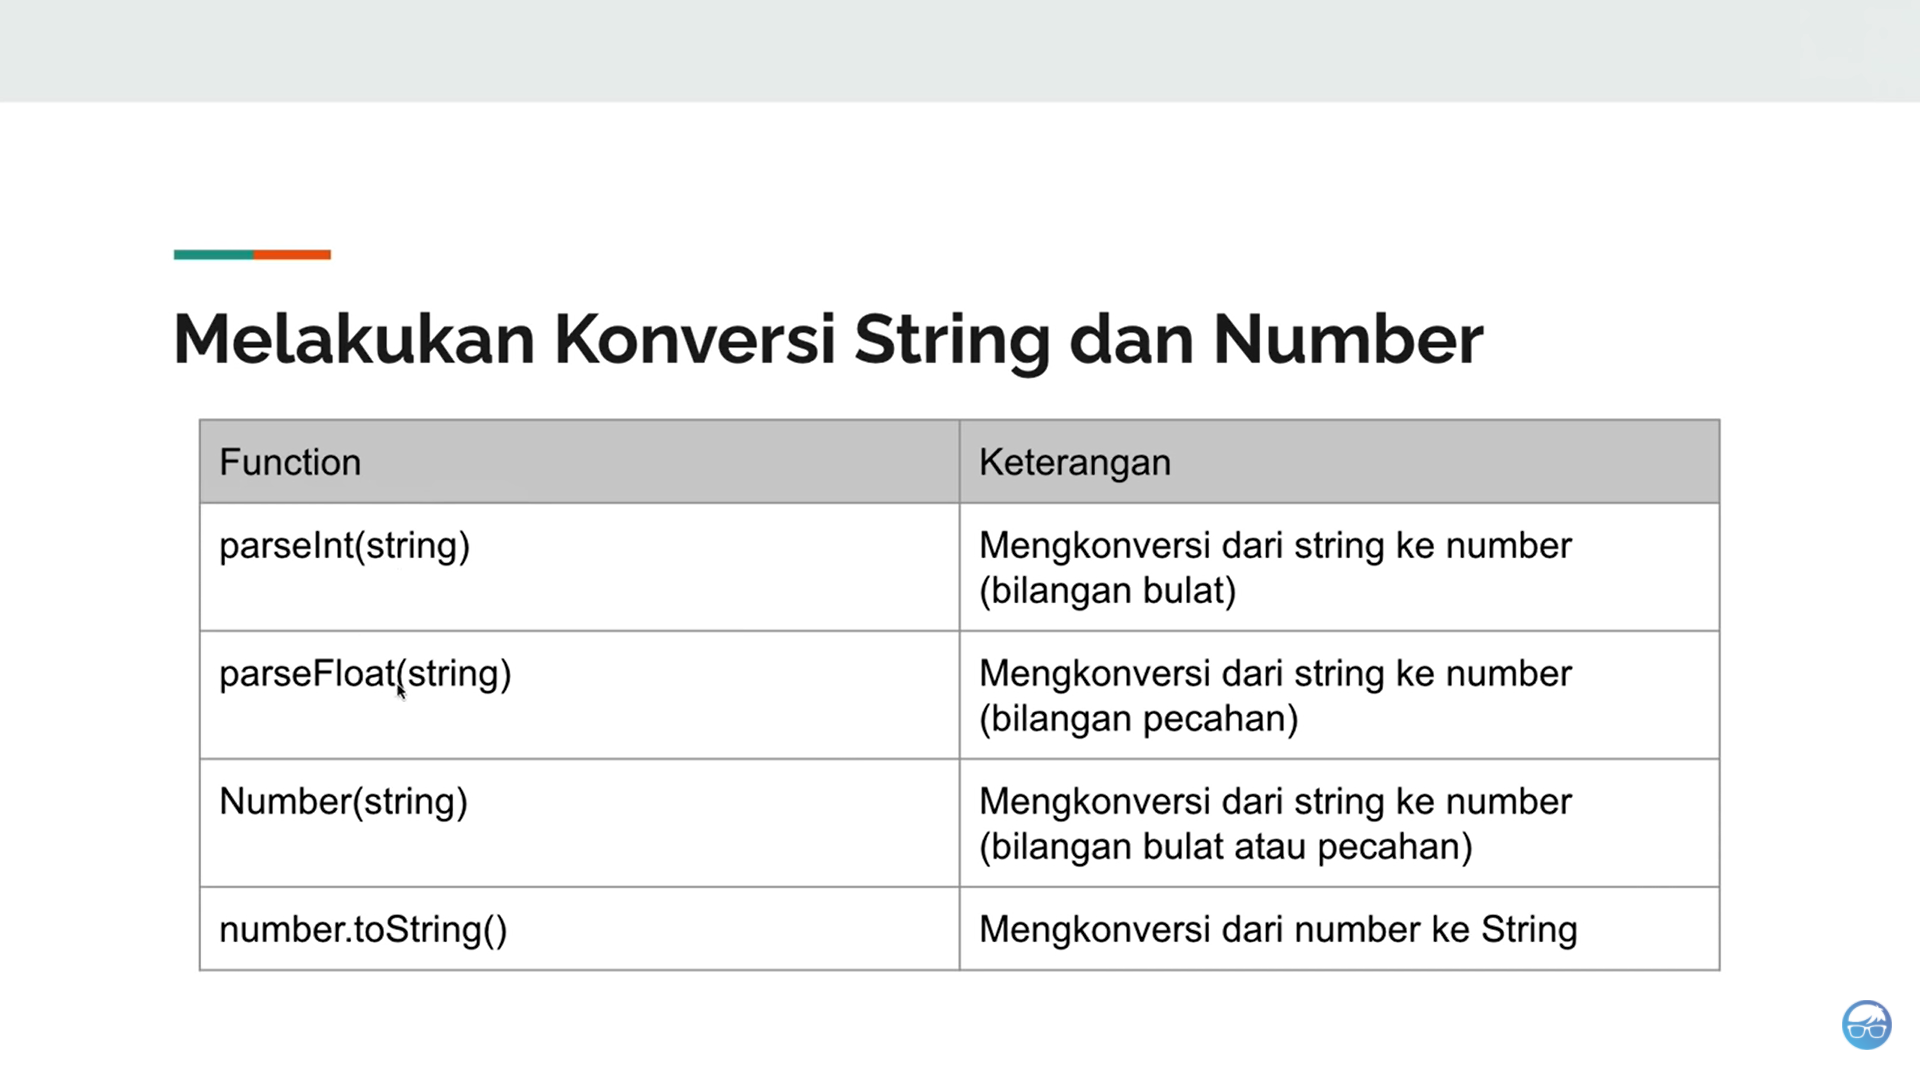 Melakukan Konversi String dan Number
Function
Keterangan
parseInt(string)
Mengkonversi dari string ke number
(bilangan bulat)
parseFloat(string)
Mengkonversi dari string ke number
(bilangan pecahan)
Number(string)
Mengkonversi dari string ke number
(bilangan bulat atau pecahan)
number.toString()
Mengkonversi dari number ke String